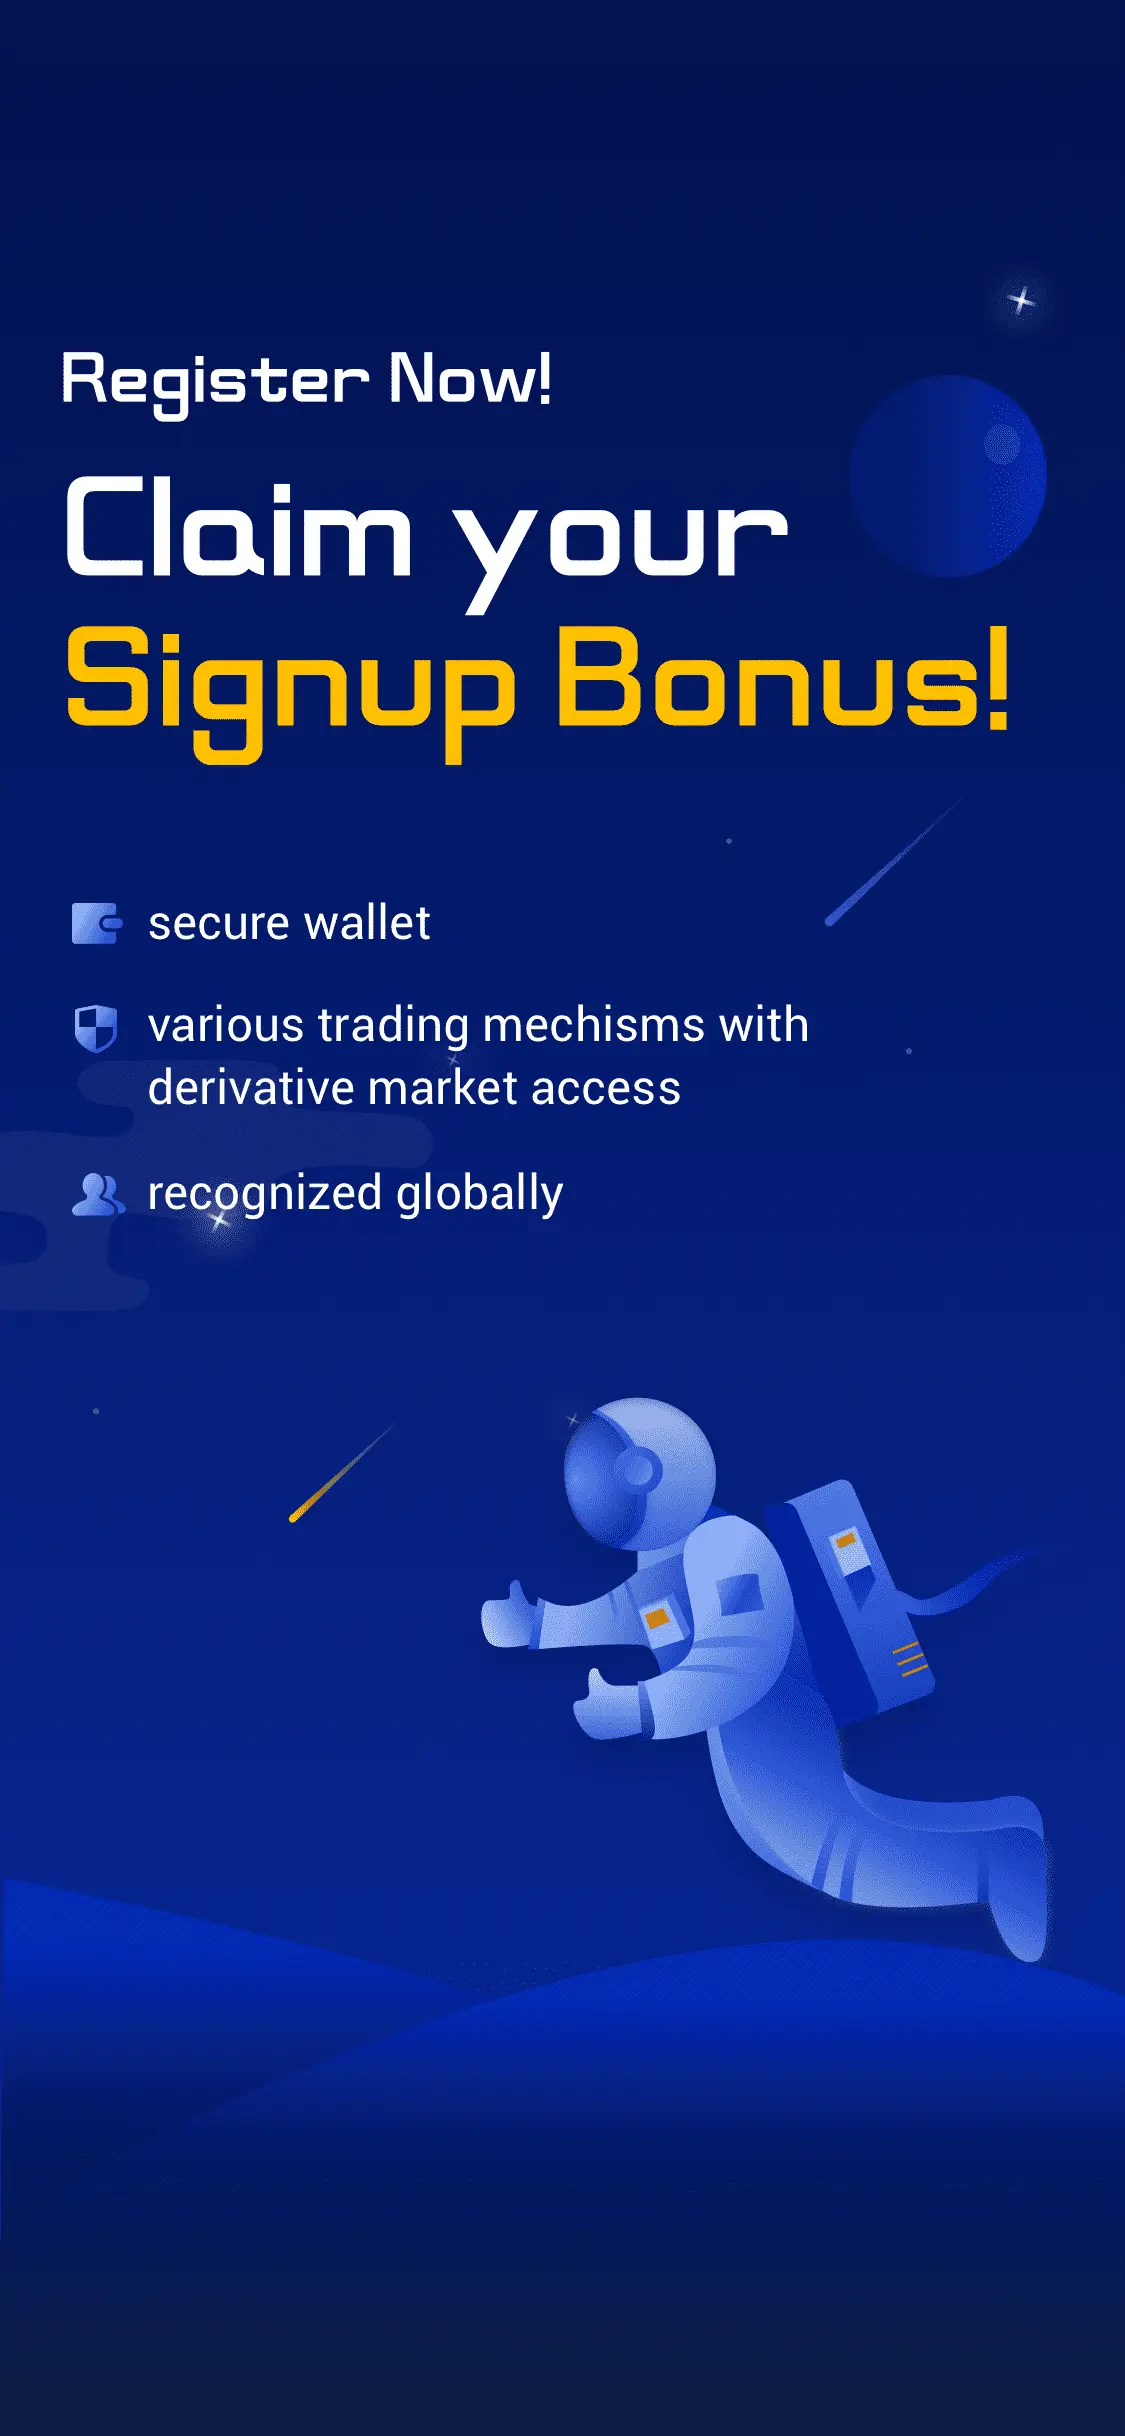 Register Now!
Claim your
Signup Bonus!
secure wallet
various trading mechisms with
derivative market access
recognized globally